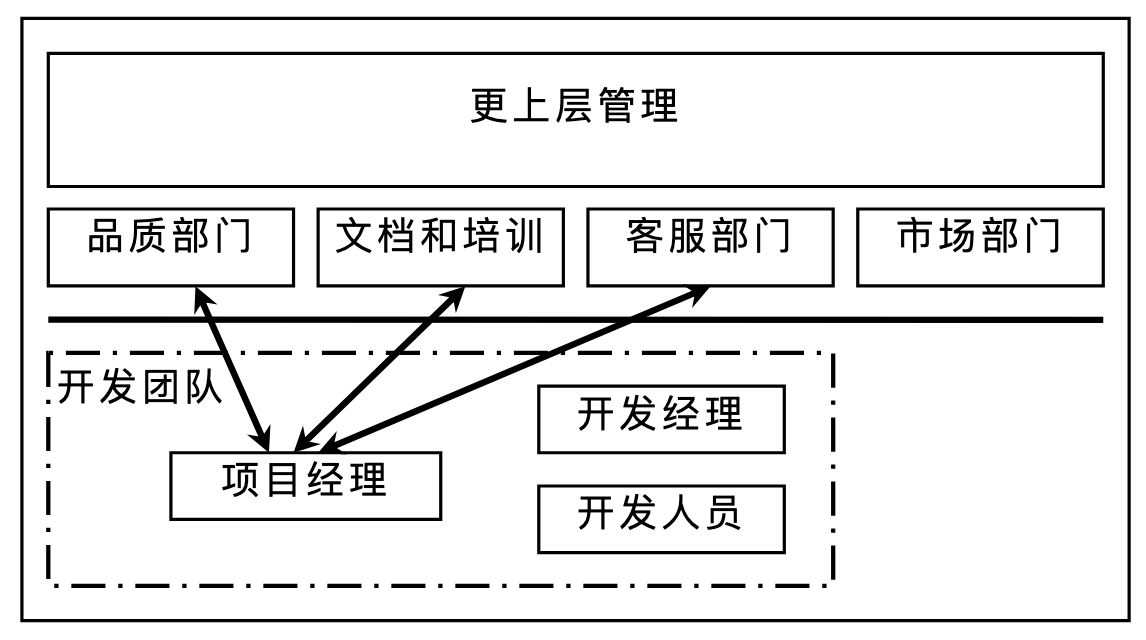 更上层管理
品质部门
文档和培训
客服部门
市场部门
开发团队
开发经理
项目经理
开发人员